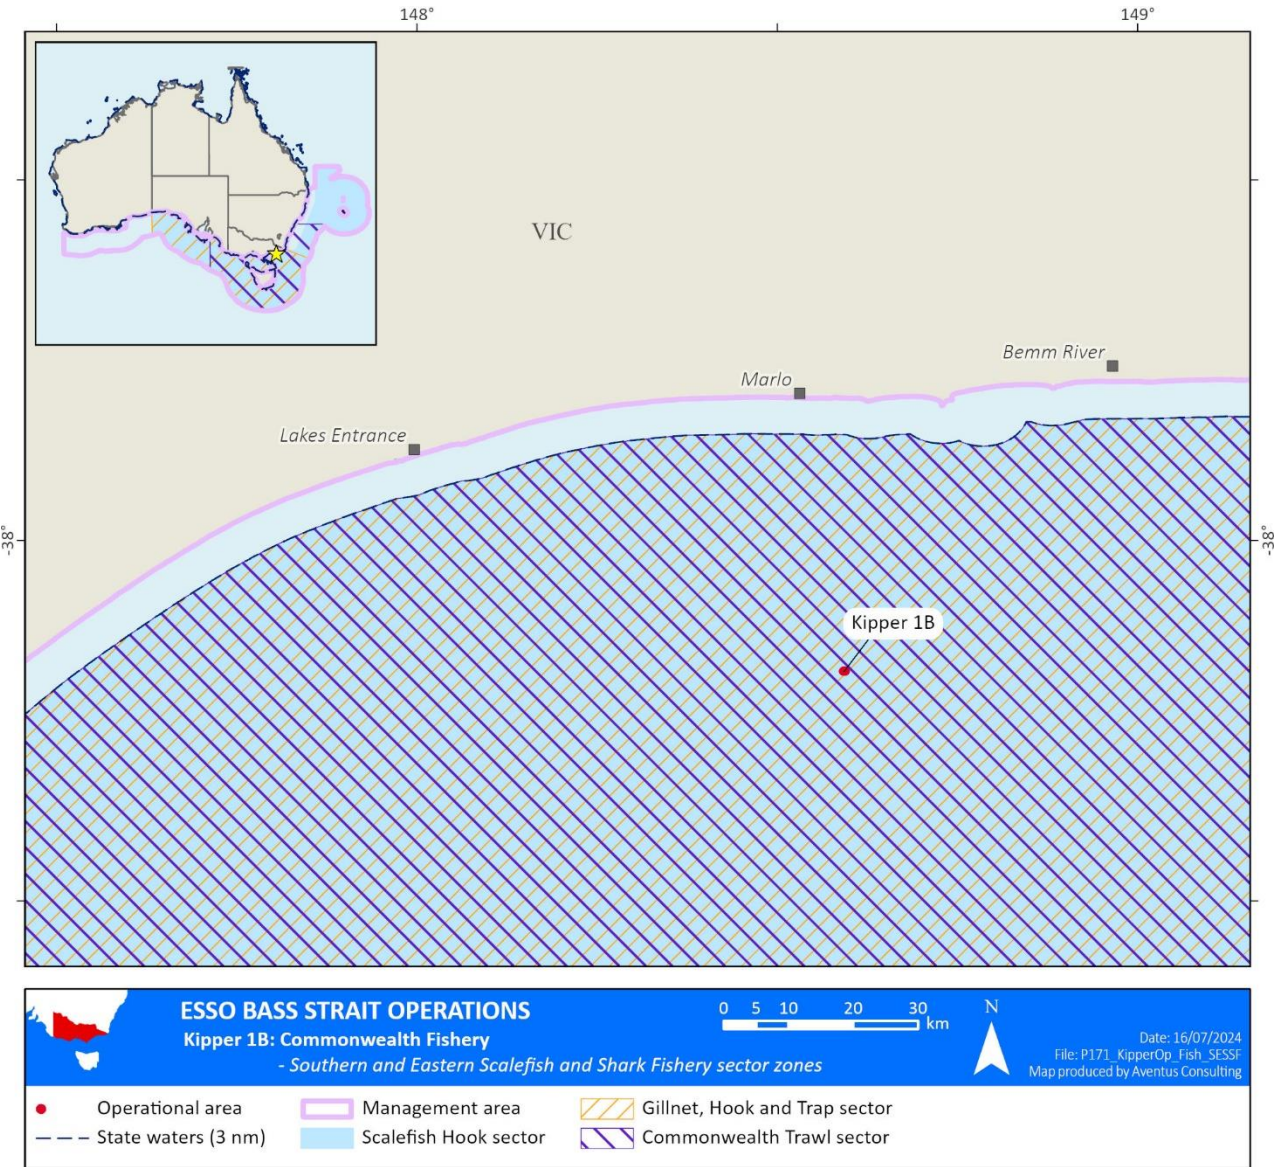 148°
149°
VIC
Bemm River
Marlo
Lakes Entrance
-38°
-38°
Kipper 1B
ESSO BASS STRAIT OPERATIONS
Kipper 1B: Commonwealth Fishery
- Southern and Eastern Scalefish and Shark Fishery sector zones
0 5 10 20 30
km
N
Date: 16/07/2024
File: P171_KipperOp_Fish_SESSF
Map produced by Aventus Consulting
Operational area
Management area
Gillnet, Hook and Trap sector
State waters (3 nm)
Scalefish Hook sector
Commonwealth Trawl sector